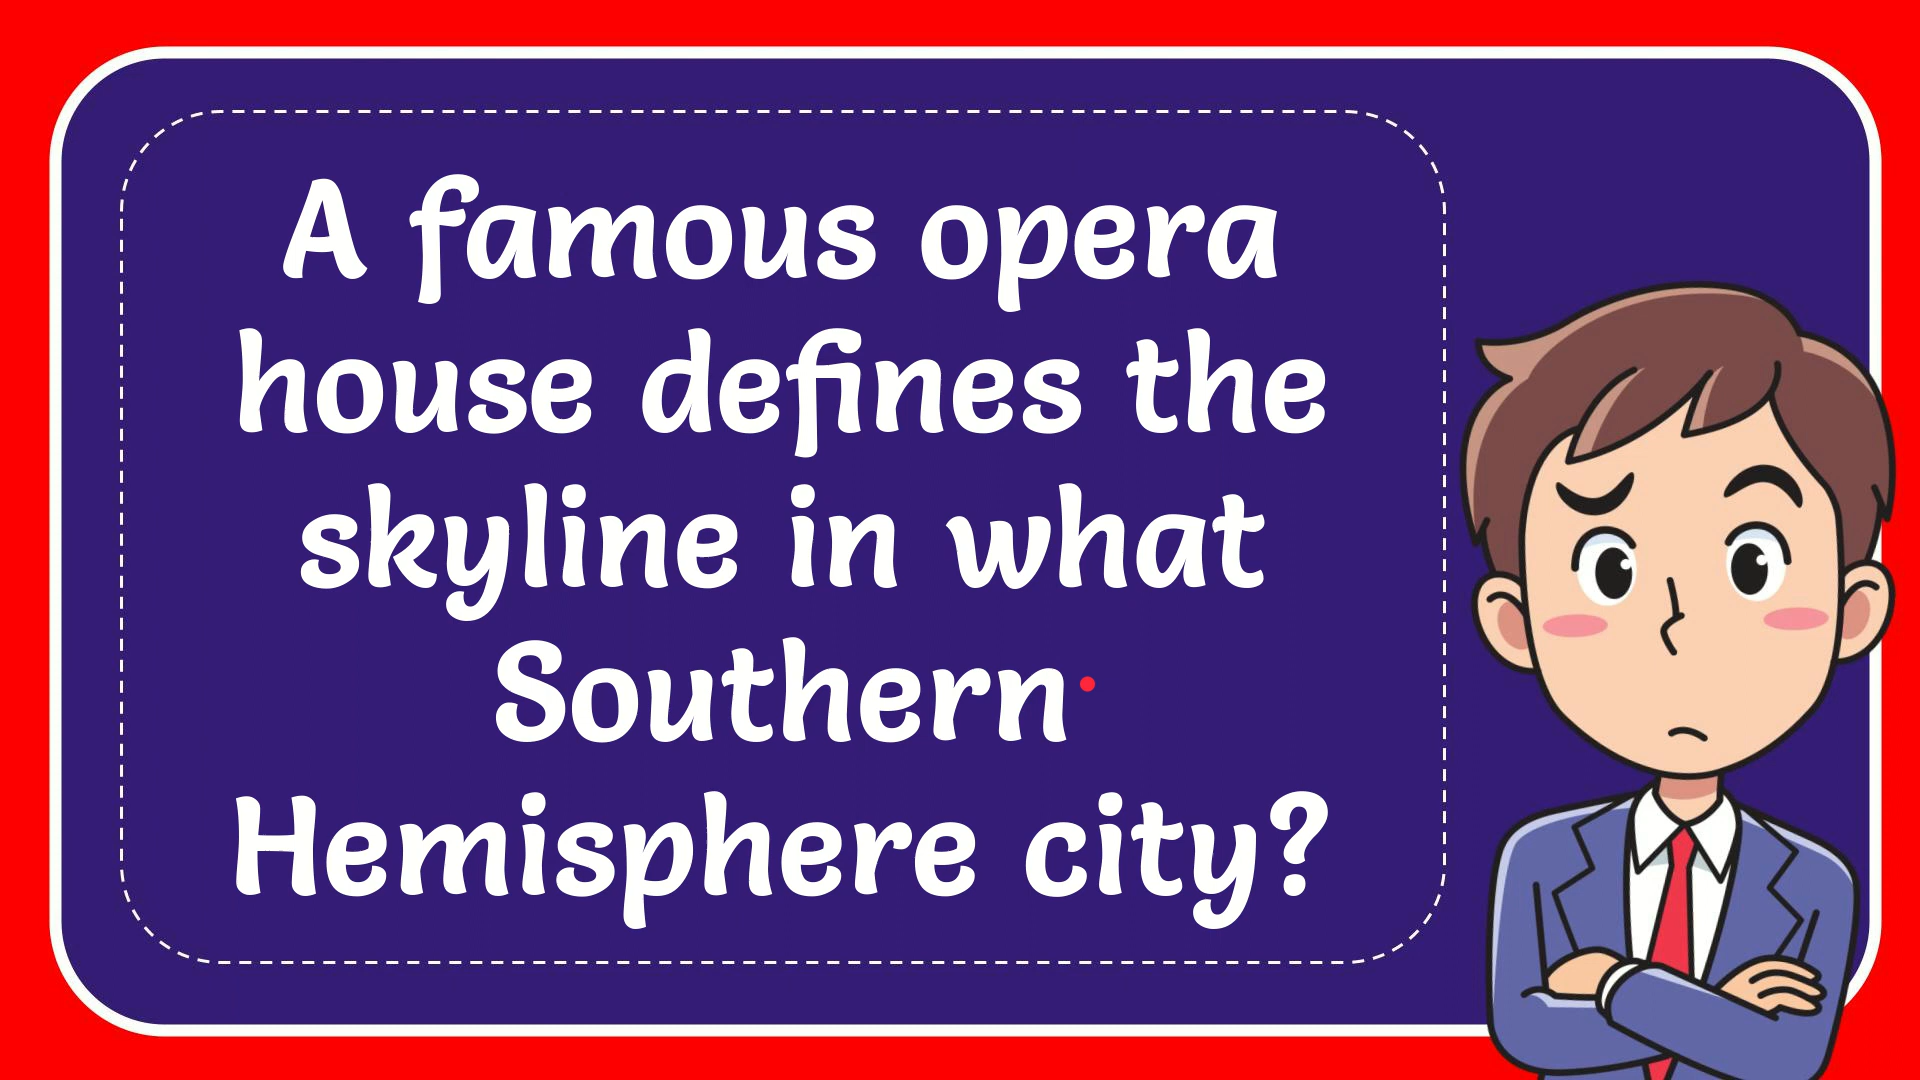 A famous opera
house defines the
skyline in what
Southern
Hemisphere city?